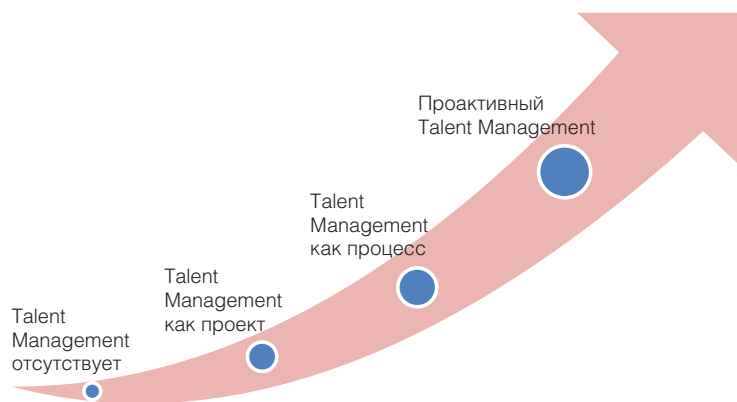 Проактивный
Talent Management
Talent
Management
как процесс
Talent
Management
как проект
Talent
Management
отсутствует